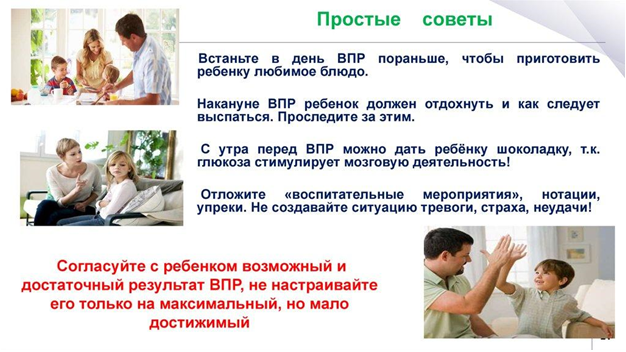 Простые советы
Встаньте в день ВПР пораньше, чтобы приготовить
ребенку любимое блюдо.
Накануне ВПР ребенок должен отдохнуть и как следует
выспаться. Проследите за этим.
С утра перед ВПР можно дать ребёнку шоколадку, т.к.
глюкоза стимулирует мозговую деятельность!
Отложите «воспитательные мероприятия», нотации,
упреки. Не создавайте ситуацию тревоги, страха, неудачи!
Согласуйте с ребенком возможный и
достаточный результат ВПР, не настраивайте
его только на максимальный, но мало
достижимый